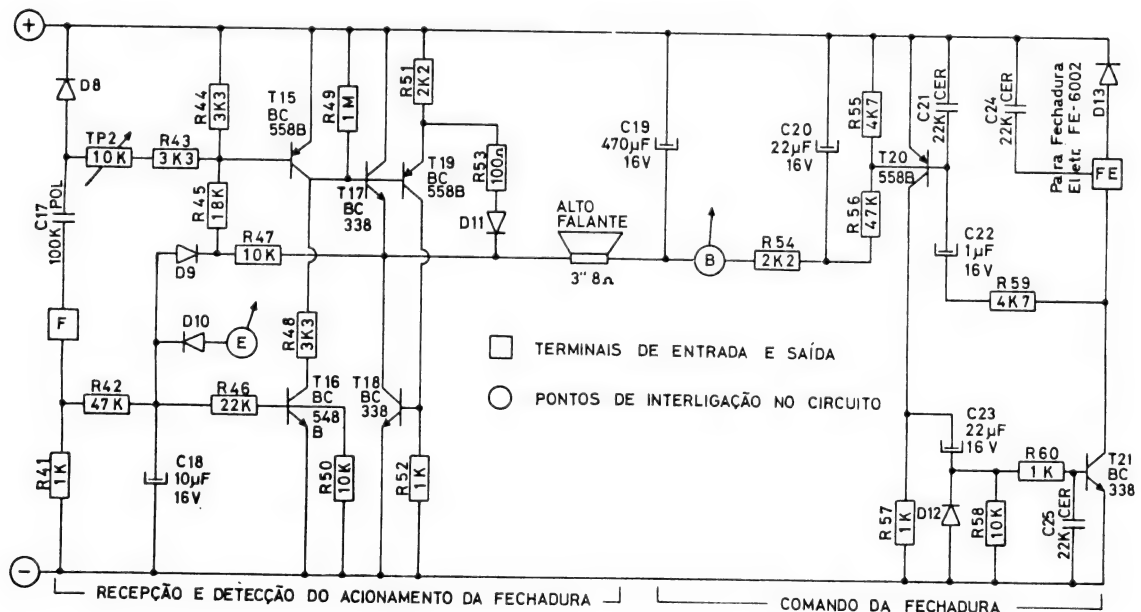 +
D8
R44
3K3
T15
BC
558B
R49
1M
R51
2K2
TP2
10K
R43
3K3
T19
BC
558B
R53
100Ω
C17
100K
POL
R45
18K
T17
BC
338
D11
D9
R47
10K
ALTO
FALANTE
3" 8Ω
C19
470µF
16V
C20
22µF
16V
R55
4K7
C21
22K
CER
C24
22K
CER
Para Fechadura
Eletr. FE-6002
D13
FE
T20
558B
B
R54
2K2
R56
47K
C22
1µF
16V
R59
4K7
F
D10
E
R48
3K3
TERMINAIS DE ENTRADA E SAÍDA
PONTOS DE INTERLIGAÇÃO NO CIRCUITO
R42
47K
R46
22K
T16
BC
548
B
T18
BC
338
R41
1K
C18
10µF
16V
R50
10K
R52
1K
C23
22µF
16V
R60
1K
T21
BC
338
R57
1K
D12
R58
10K
C25
22K
CER
−
RECEPÇÃO E DETECÇÃO DO ACIONAMENTO DA FECHADURA
COMANDO DA FECHADURA